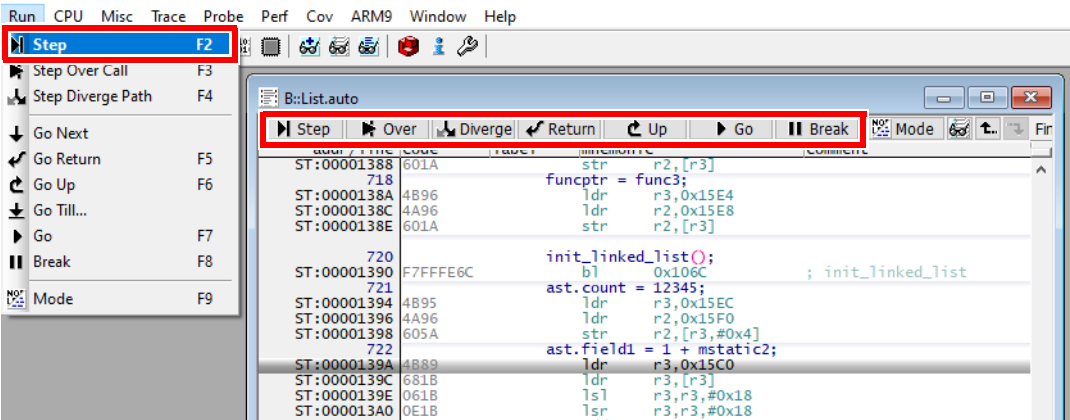 Run CPU Misc Trace Probe Perf Cov ARM9 Window Help
Step F2
Step Over Call F3
Step Diverge Path F4
Go Next
Go Return F5
Go Up F6
Go Till...
Go F7
Break F8
Mode F9
B::List.auto
Step Over Diverge Return Up Go Break Mode t.. Fir
addr/line code label mnemonic comment
ST:00001388 601A str r2,[r3]
718 funcptr = func3;
ST:0000138A 4B96 ldr r3,0x15E4
ST:0000138C 4A96 ldr r2,0x15E8
ST:0000138E 601A str r2,[r3]
720 init_linked_list();
ST:00001390 F7FFFE6C bl 0x106C ; init_linked_list
721 ast.count = 12345;
ST:00001394 4B95 ldr r3,0x15EC
ST:00001396 4A96 ldr r2,0x15F0
ST:00001398 605A str r2,[r3,#0x4]
722 ast.field1 = 1 + mstatic2;
ST:0000139A 4B89 ldr r3,0x15C0
ST:0000139C 681B ldr r3,[r3]
ST:0000139E 061B lsl r3,r3,#0x18
ST:000013A0 0E1B lsr r3,r3,#0x18